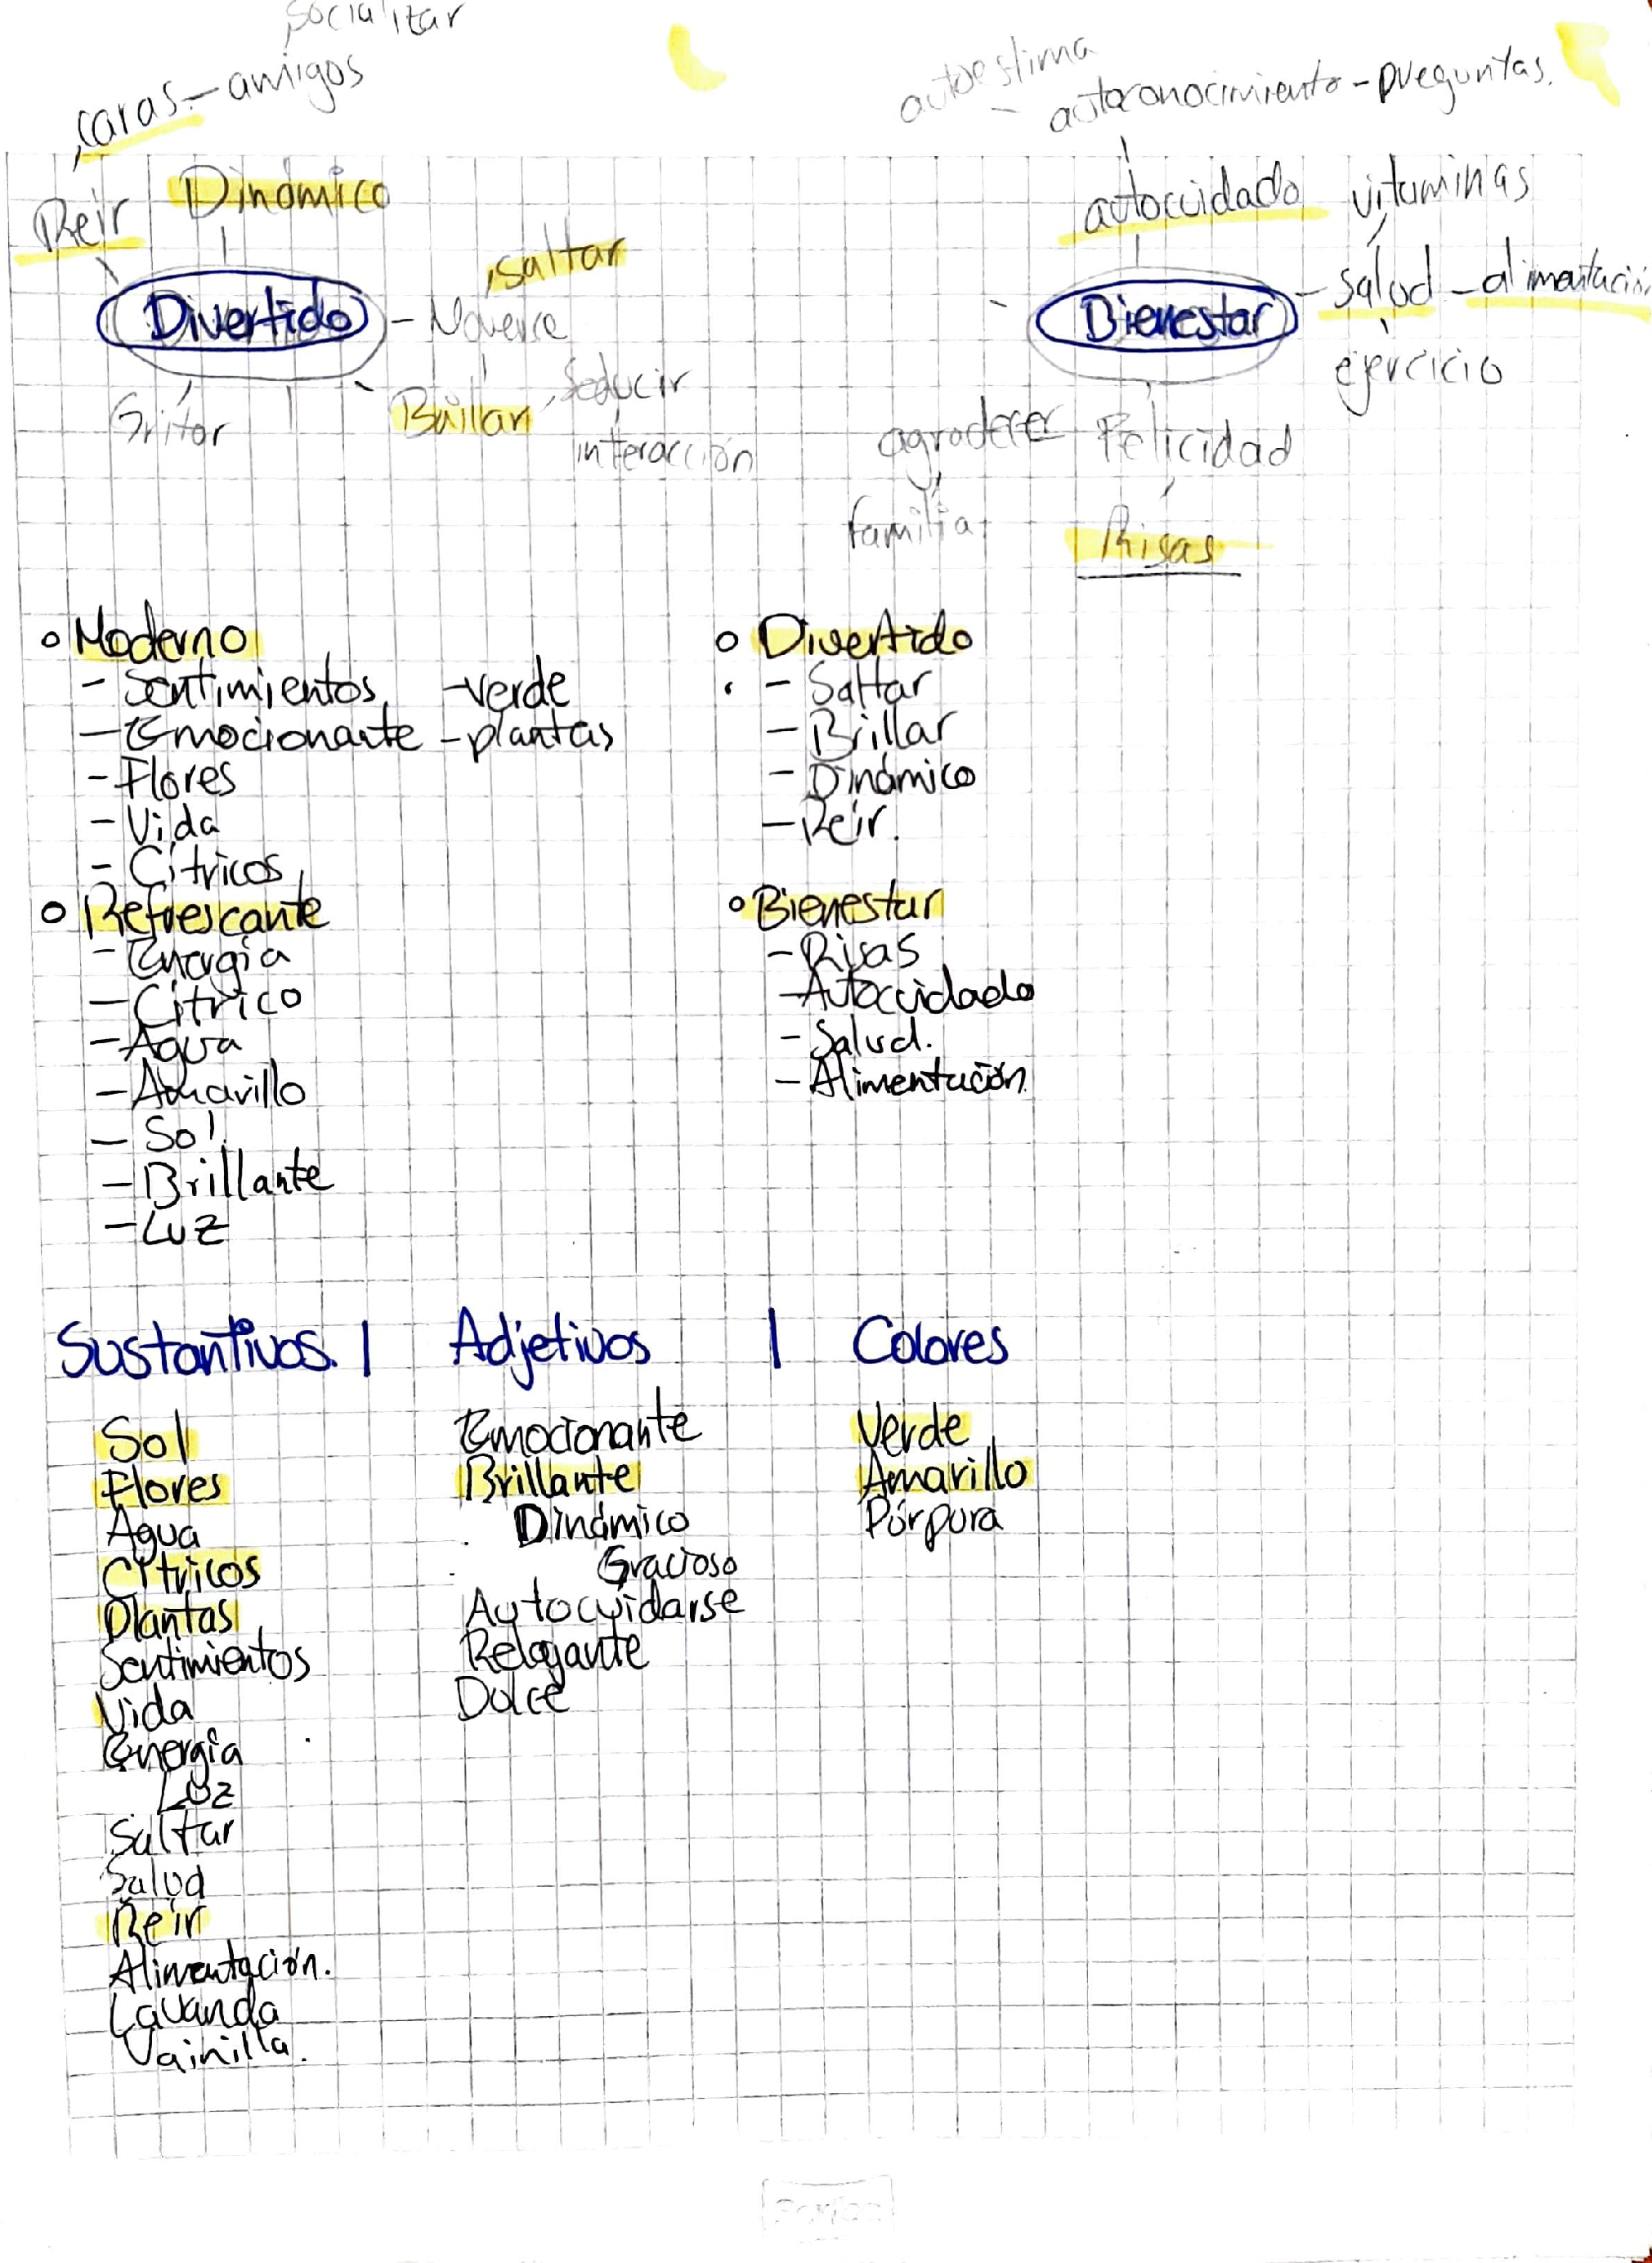 socializar
caras - amigos
Reir
Dinámico
saltar
Divertido - Moverse
Gritar
Bailar
Seducir
interacción
autoestima
autoconocimiento - preguntas.
autocuidado
vitaminas
Bienestar - salud - alimentación
ejercicio
agradecer - Felicidad
familia
Risas
o Moderno
- Sentimientos - verde
- Emocionante - plantas
- Flores
- Vida
- Cítricos
o Refrescante
- Energía
- Cítrico
- Agua
- Amarillo
- Sol
- Brillante
- Luz
o Divertido
- Saltar
- Brillar
- Dinámico
- Reír.
o Bienestar
- Risas
- Autocuidado
- Salud.
- Alimentación
Sustantivos. | Adjetivos | Colores
Sol
Flores
Agua
Cítricos
Plantas
Sentimientos
Vida
Energía
Luz
Saltar
Salud
Reír
Alimentación.
Lavanda
Vainilla.
Emocionante
Brillante
Dinámico
Gracioso
Autocuidarse
Relajante
Dulce
Verde
Amarillo
Púrpura